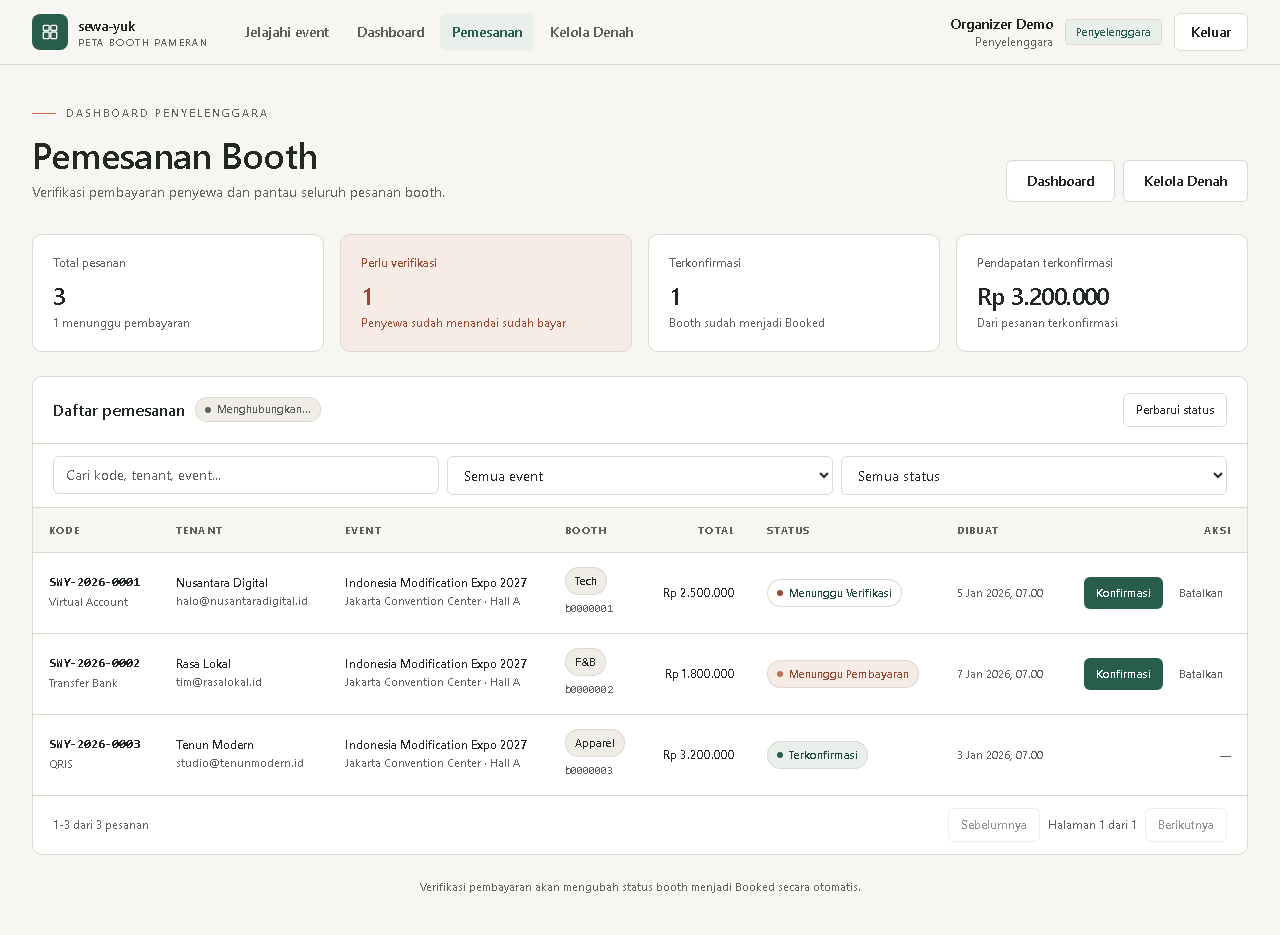 sewa-yuk
PETA BOOTH PAMERAN
Jelajahi event
Dashboard
Pemesanan
Kelola Denah
Organizer Demo
Penyelenggara
Penyelenggara
Keluar
DASHBOARD PENYELENGGARA
Pemesanan Booth
Verifikasi pembayaran penyewa dan pantau seluruh pesanan booth.
Dashboard
Kelola Denah
Total pesanan
3
1 menunggu pembayaran
Perlu verifikasi
1
Penyewa sudah menandai sudah bayar
Terkonfirmasi
1
Booth sudah menjadi Booked
Pendapatan terkonfirmasi
Rp 3.200.000
Dari pesanan terkonfirmasi
Daftar pemesanan
Menghubungkan...
Perbarui status
Cari kode, tenant, event...
Semua event
Semua status
KODE TENANT EVENT BOOTH TOTAL STATUS DIBUAT AKSI
SWY-2026-0001 Nusantara Digital Indonesia Modification Expo 2027 Tech Rp 2.500.000 Menunggu Verifikasi 5 Jan 2026, 07.00 Konfirmasi Batalkan
Virtual Account halo@nusantaradigital.id Jakarta Convention Center · Hall A b0000001
SWY-2026-0002 Rasa Lokal Indonesia Modification Expo 2027 F&B Rp 1.800.000 Menunggu Pembayaran 7 Jan 2026, 07.00 Konfirmasi Batalkan
Transfer Bank tim@rasalokal.id Jakarta Convention Center · Hall A b0000002
SWY-2026-0003 Tenun Modern Indonesia Modification Expo 2027 Apparel Rp 3.200.000 Terkonfirmasi 3 Jan 2026, 07.00 —
QRIS studio@tenunmodern.id Jakarta Convention Center · Hall A b0000003
1-3 dari 3 pesanan
Sebelumnya
Halaman 1 dari 1
Berikutnya
Verifikasi pembayaran akan mengubah status booth menjadi Booked secara otomatis.